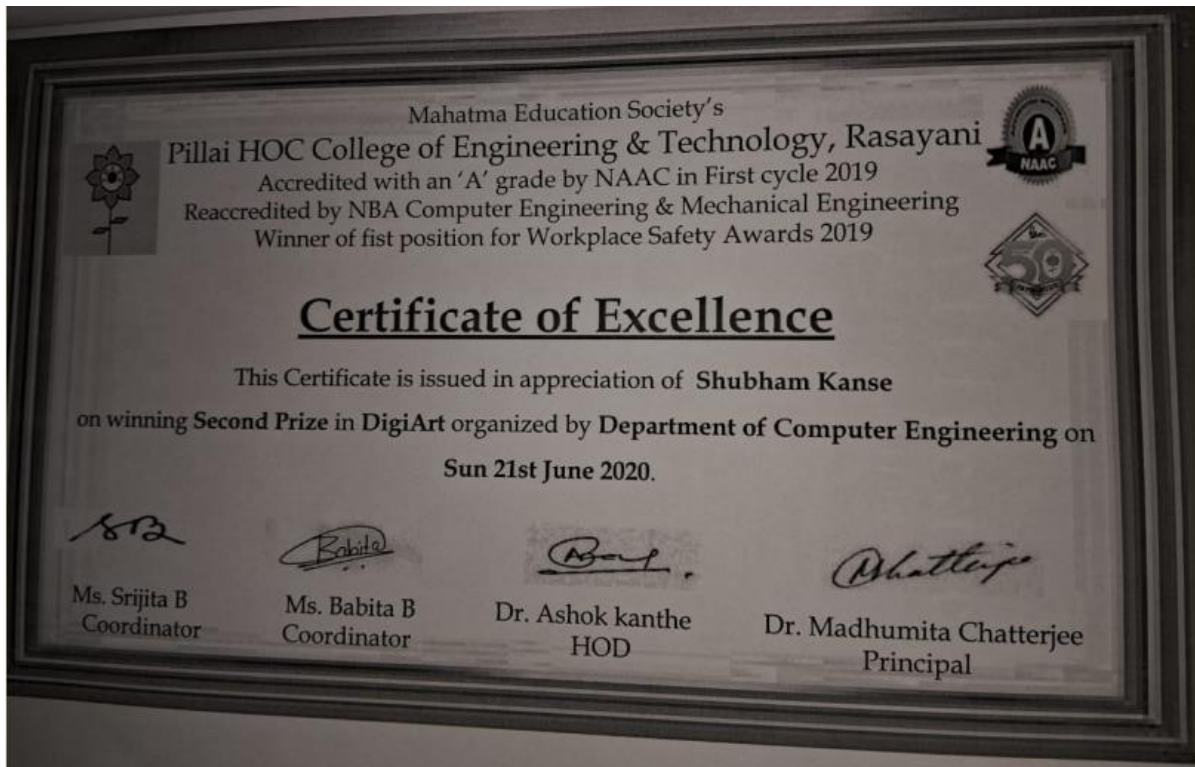 Mahatma Education Society's
Pillai HOC College of Engineering & Technology, Rasayani
Accredited with an 'A' grade by NAAC in First cycle 2019
Reaccredited by NBA Computer Engineering & Mechanical Engineering
Winner of fist position for Workplace Safety Awards 2019
A
NAAC
50
Certificate of Excellence
This Certificate is issued in appreciation of Shubham Kanse
on winning Second Prize in DigiArt organized by Department of Computer Engineering on
Sun 21st June 2020.
SB
Babita
Chatterjee
Ms. Srijita B
Coordinator
Ms. Babita B
Coordinator
Dr. Ashok kanthe
HOD
Dr. Madhumita Chatterjee
Principal